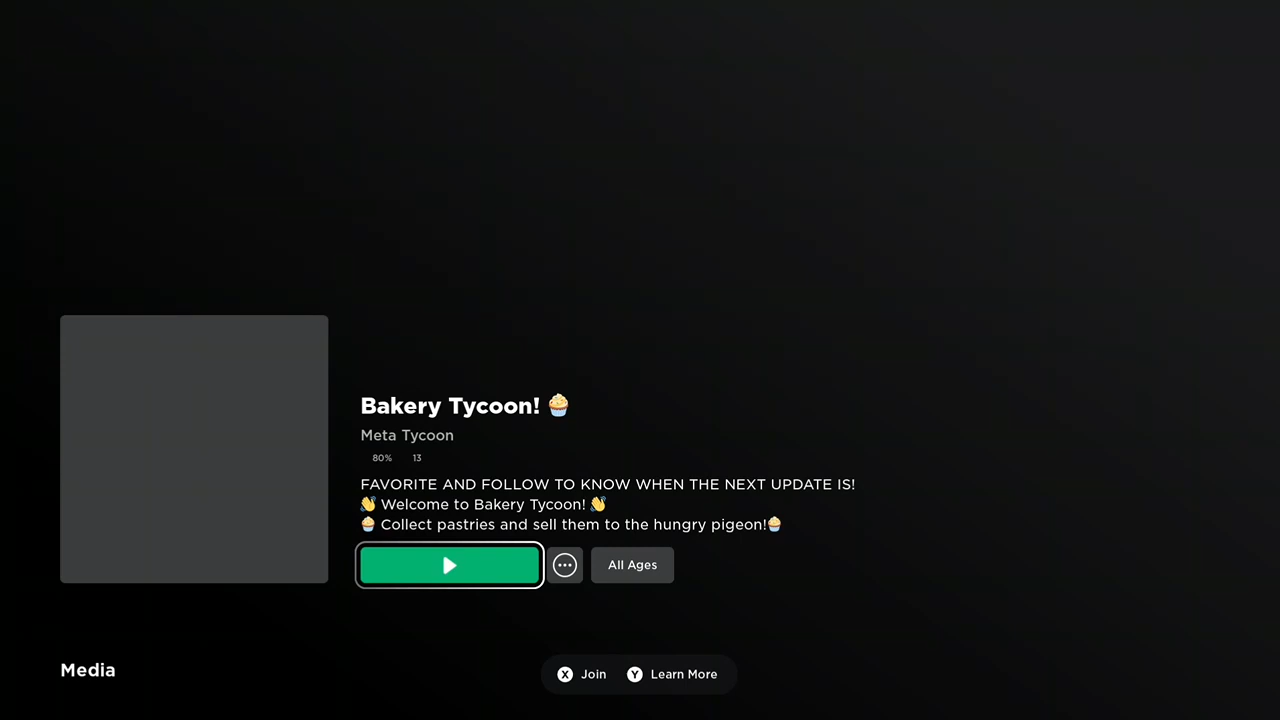 Bakery Tycoon! 🧁
Meta Tycoon
80% 13
FAVORITE AND FOLLOW TO KNOW WHEN THE NEXT UPDATE IS!
👋 Welcome to Bakery Tycoon! 👋
🧁 Collect pastries and sell them to the hungry pigeon!🧁
All Ages
Media
X Join Y Learn More